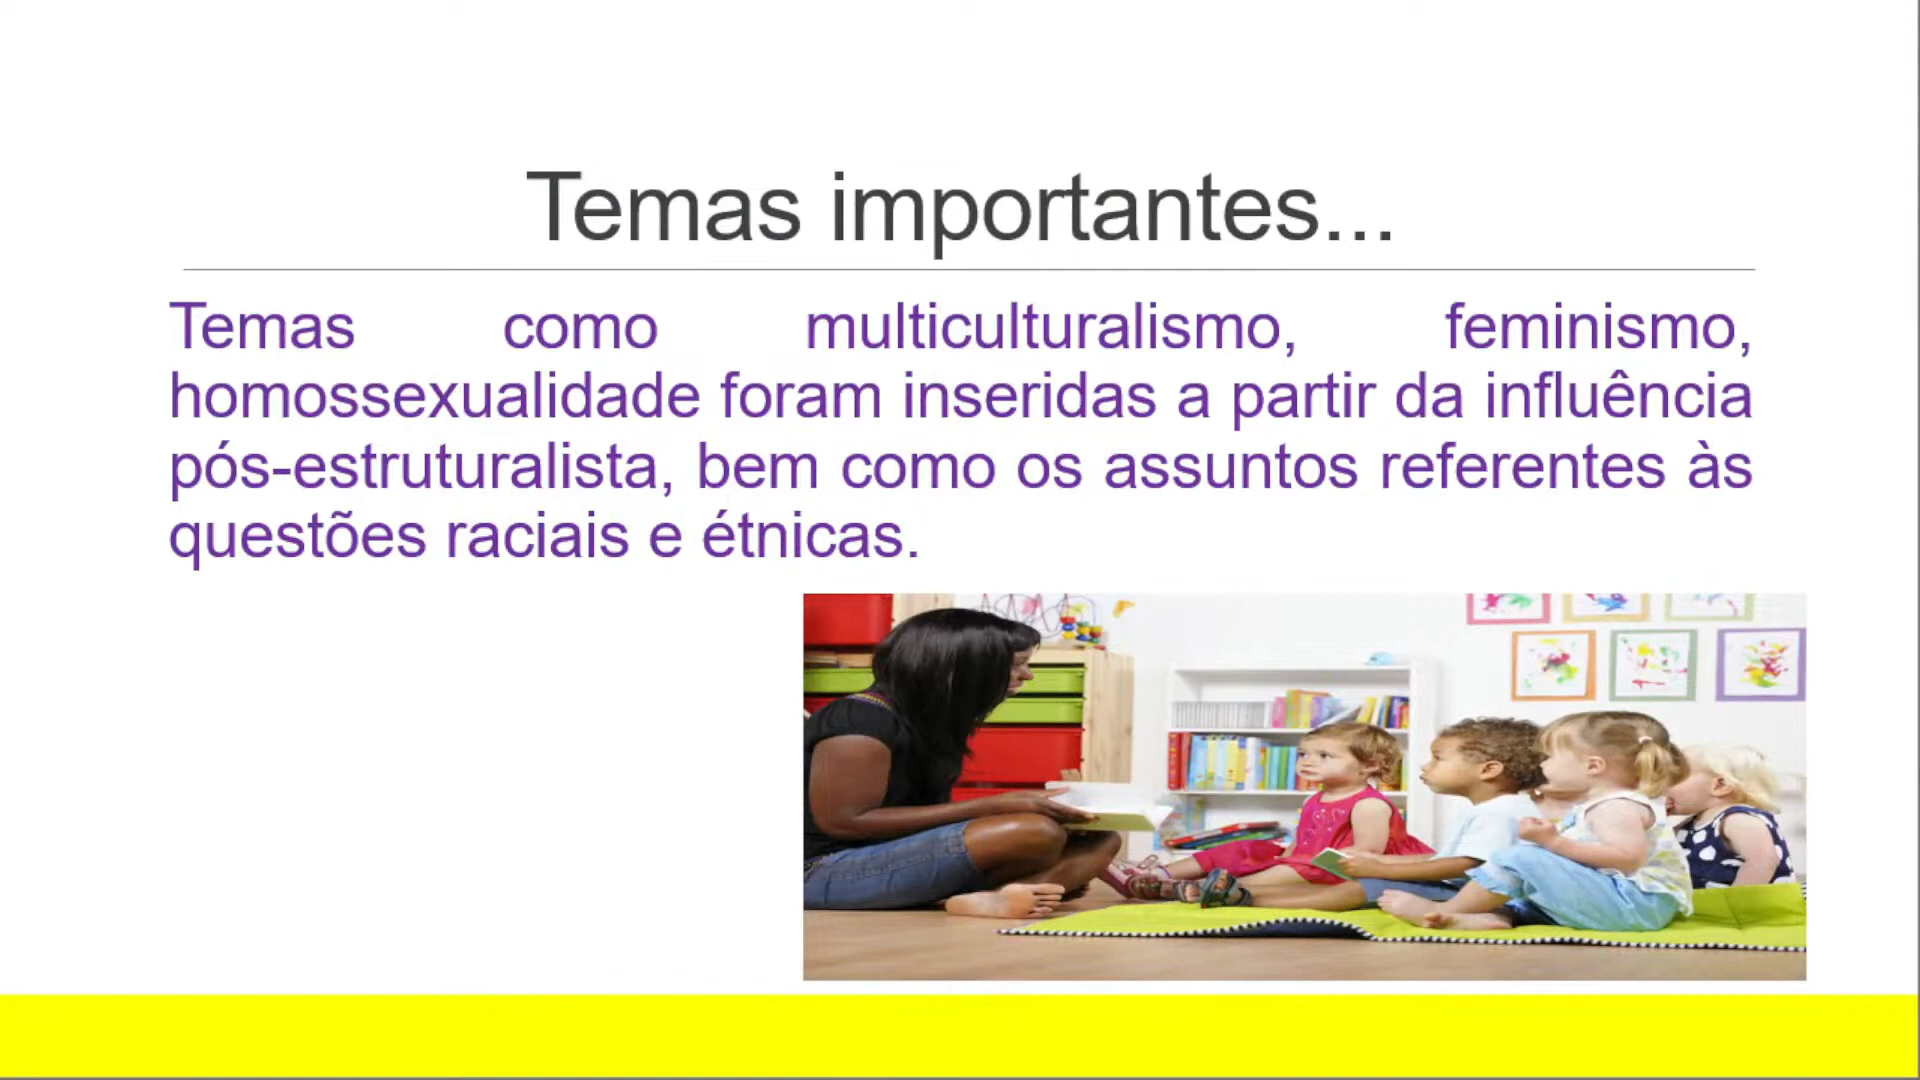 Temas importantes...
Temas como multiculturalismo, feminismo,
homossexualidade foram inseridas a partir da influência
pós-estruturalista, bem como os assuntos referentes às
questões raciais e étnicas.